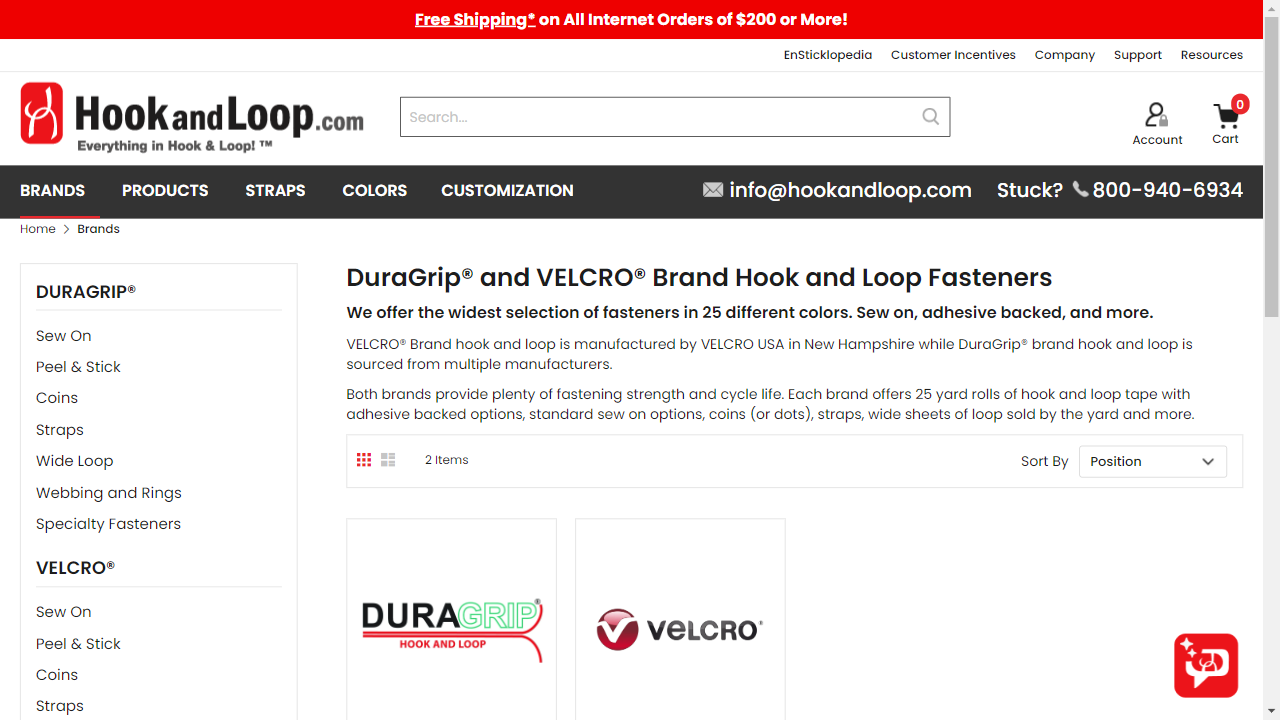 Free Shipping* on All Internet Orders of $200 or More!
EnSticklopedia Customer Incentives Company Support Resources
HookandLoop.com
Everything in Hook & Loop! ™
Search...
Account
0
Cart
BRANDS PRODUCTS STRAPS COLORS CUSTOMIZATION info@hookandloop.com Stuck? 800-940-6934
Home > Brands
DURAGRIP®
Sew On
Peel & Stick
Coins
Straps
Wide Loop
Webbing and Rings
Specialty Fasteners
VELCRO®
Sew On
Peel & Stick
Coins
Straps
DuraGrip® and VELCRO® Brand Hook and Loop Fasteners
We offer the widest selection of fasteners in 25 different colors. Sew on, adhesive backed, and more.
VELCRO® Brand hook and loop is manufactured by VELCRO USA in New Hampshire while DuraGrip® brand hook and loop is
sourced from multiple manufacturers.
Both brands provide plenty of fastening strength and cycle life. Each brand offers 25 yard rolls of hook and loop tape with
adhesive backed options, standard sew on options, coins (or dots), straps, wide sheets of loop sold by the yard and more.
2 Items
Sort By Position
DURAGRIP®
HOOK AND LOOP
VELCRO®